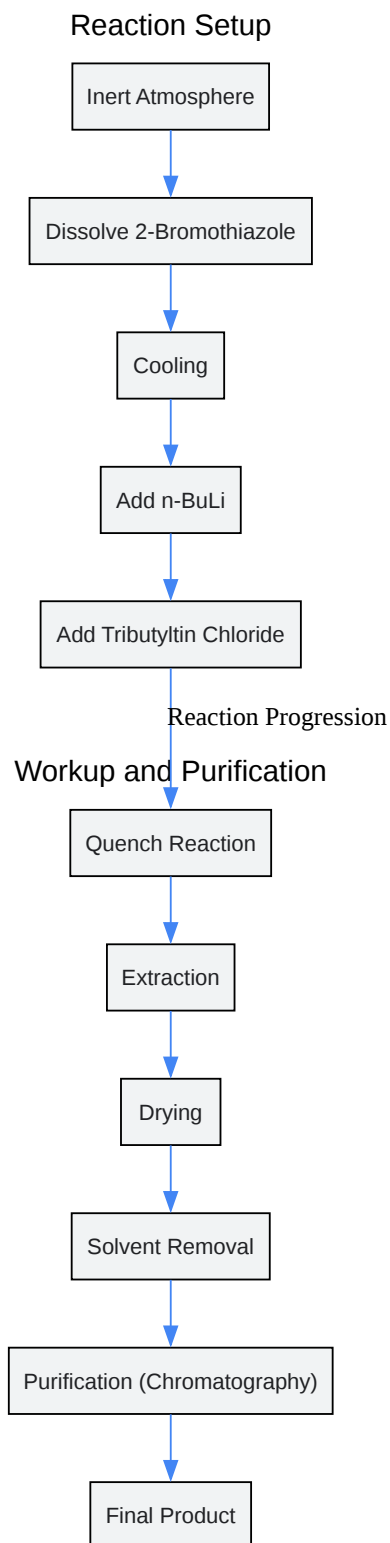 Reaction Setup
Inert Atmosphere
Dissolve 2-Bromothiazole
Cooling
Add n-BuLi
Add Tributyltin Chloride
Reaction Progression
Workup and Purification
Quench Reaction
Extraction
Drying
Solvent Removal
Purification (Chromatography)
Final Product